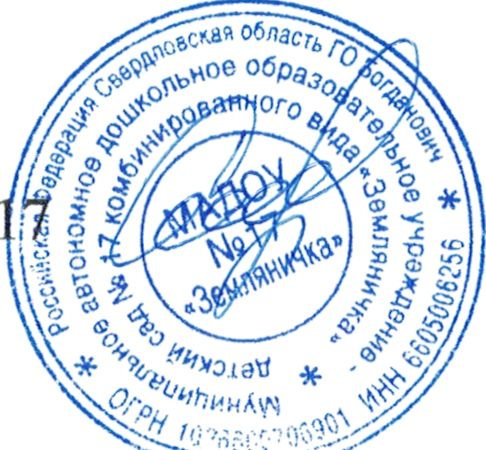 Российская Федерация Свердловская область ГО Богданович
ОГРН ИНН 6605006256
Муниципальное автономное дошкольное образовательное учреждение -
детский сад № 17 комбинированного вида «Земляничка»
МАДОУ
№ 17
«Земляничка»
17